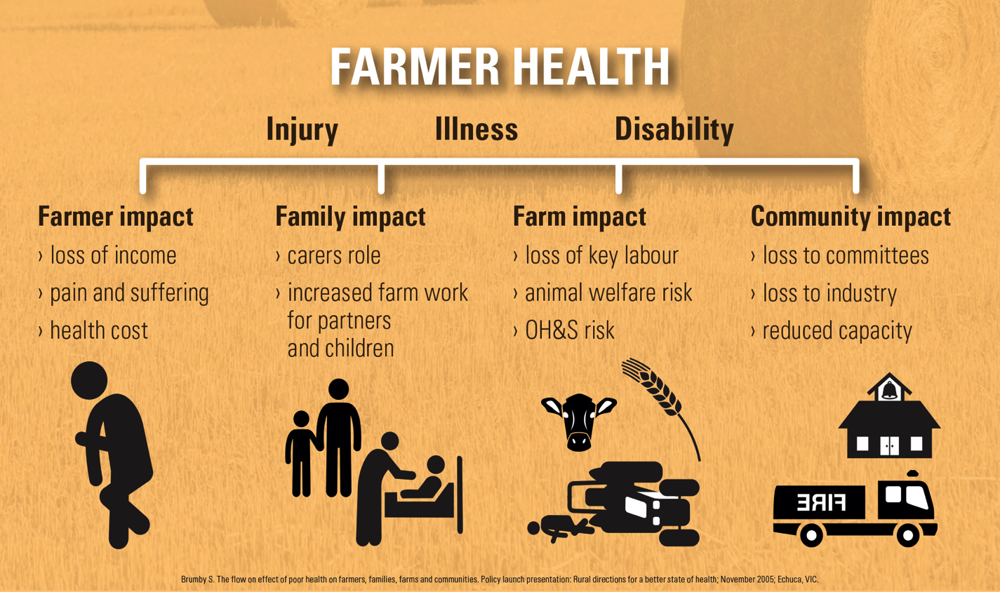 FARMER HEALTH
Injury Illness Disability
Farmer impact
› loss of income
› pain and suffering
› health cost
Family impact
› carers role
› increased farm work
for partners
and children
Farm impact
› loss of key labour
› animal welfare risk
› OH&S risk
Community impact
› loss to committees
› loss to industry
› reduced capacity
FIRE
Brumby S. The flow on effect of poor health on farmers, families, farms and communities. Policy launch presentation: Rural directions for a better state of health; November 2005; Echuca, VIC.